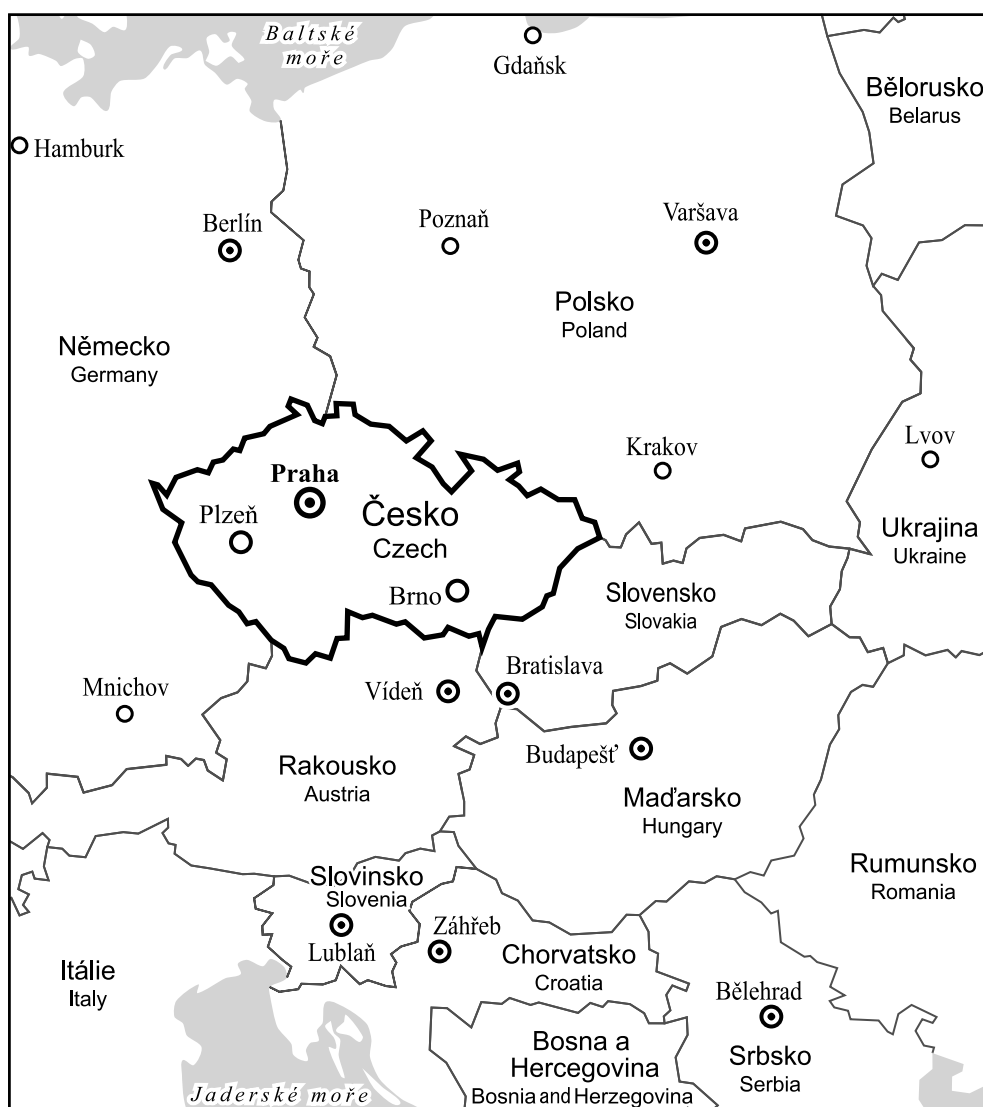 Baltské
moře
Gdaňsk
Bělorusko
Belarus
Hamburk
Berlín
Poznaň
Varšava
Polsko
Poland
Německo
Germany
Krakov
Lvov
Praha
Plzeň
Česko
Czech
Ukrajina
Ukraine
Brno
Slovensko
Slovakia
Mnichov
Vídeň
Bratislava
Budapešť
Rakousko
Austria
Maďarsko
Hungary
Rumunsko
Romania
Slovinsko
Slovenia
Lublaň
Záhřeb
Chorvatsko
Croatia
Itálie
Italy
Bělehrad
Bosna a
Hercegovina
Bosnia and Herzegovina
Srbsko
Serbia
Jaderské moře